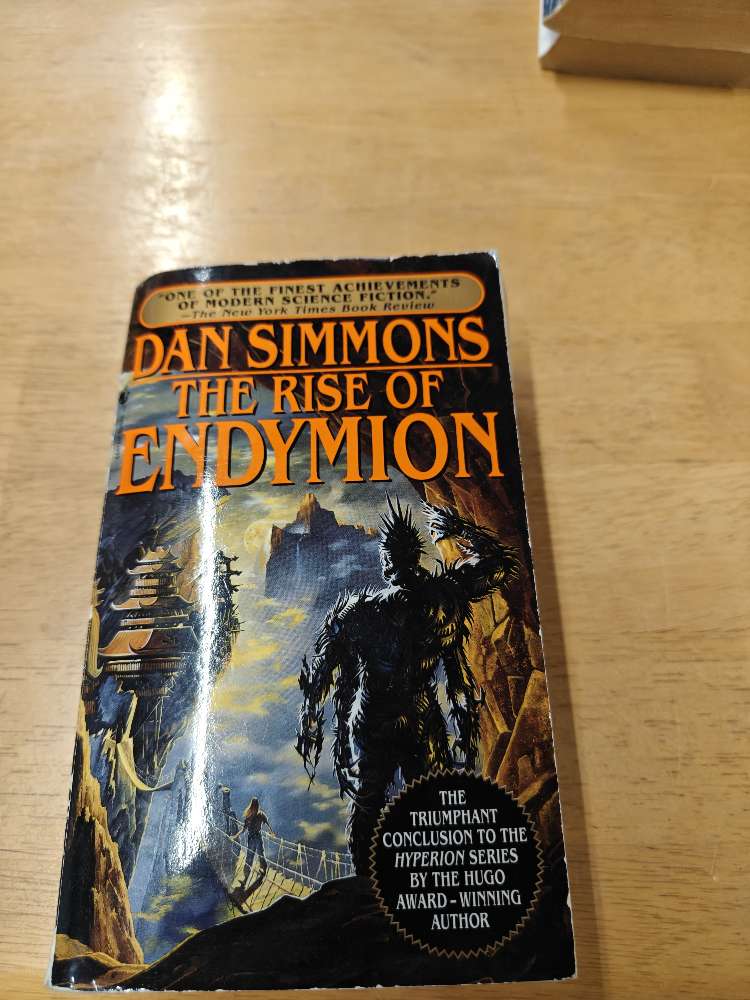 "ONE OF THE FINEST ACHIEVEMENTS
OF MODERN SCIENCE FICTION."
—The New York Times Book Review
DAN SIMMONS
THE RISE OF
ENDYMION
THE
TRIUMPHANT
CONCLUSION TO THE
HYPERION SERIES
BY THE HUGO
AWARD-WINNING
AUTHOR